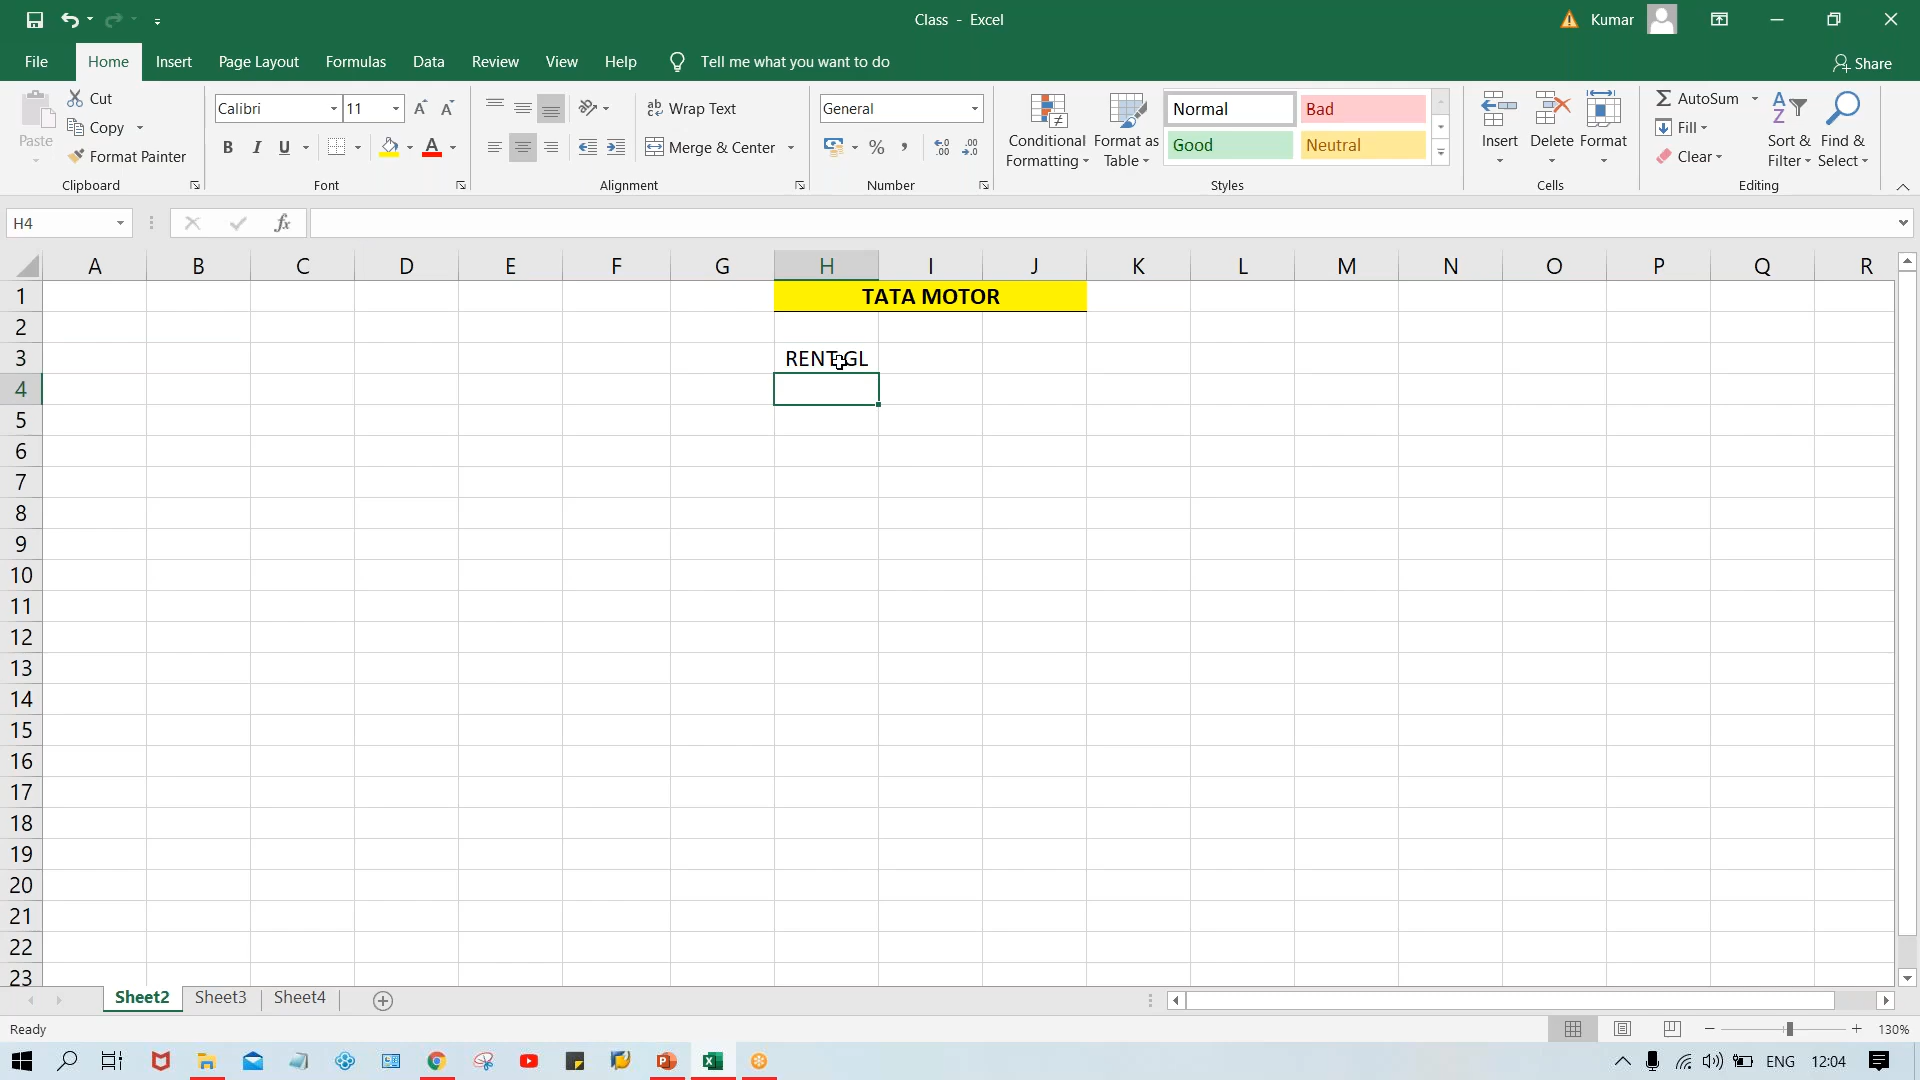 Class - Excel
Kumar
File Home Insert Page Layout Formulas Data Review View Help Tell me what you want to do Share
Paste
Cut
Copy
Format Painter
Clipboard
Calibri 11
B I U
Font
Wrap Text
Merge & Center
Alignment
General
Number
Conditional Formatting
Format as Table
Normal Bad
Good Neutral
Styles
Insert Delete Format
Cells
AutoSum
Fill
Clear
Sort & Filter
Find & Select
Editing
H4 fx
A B C D E F G H I J K L M N O P Q R
1 TATA MOTOR
2
3 RENT GL
4
5
6
7
8
9
10
11
12
13
14
15
16
17
18
19
20
21
22
23
Sheet2 Sheet3 Sheet4
Ready 130%
ENG 12:04